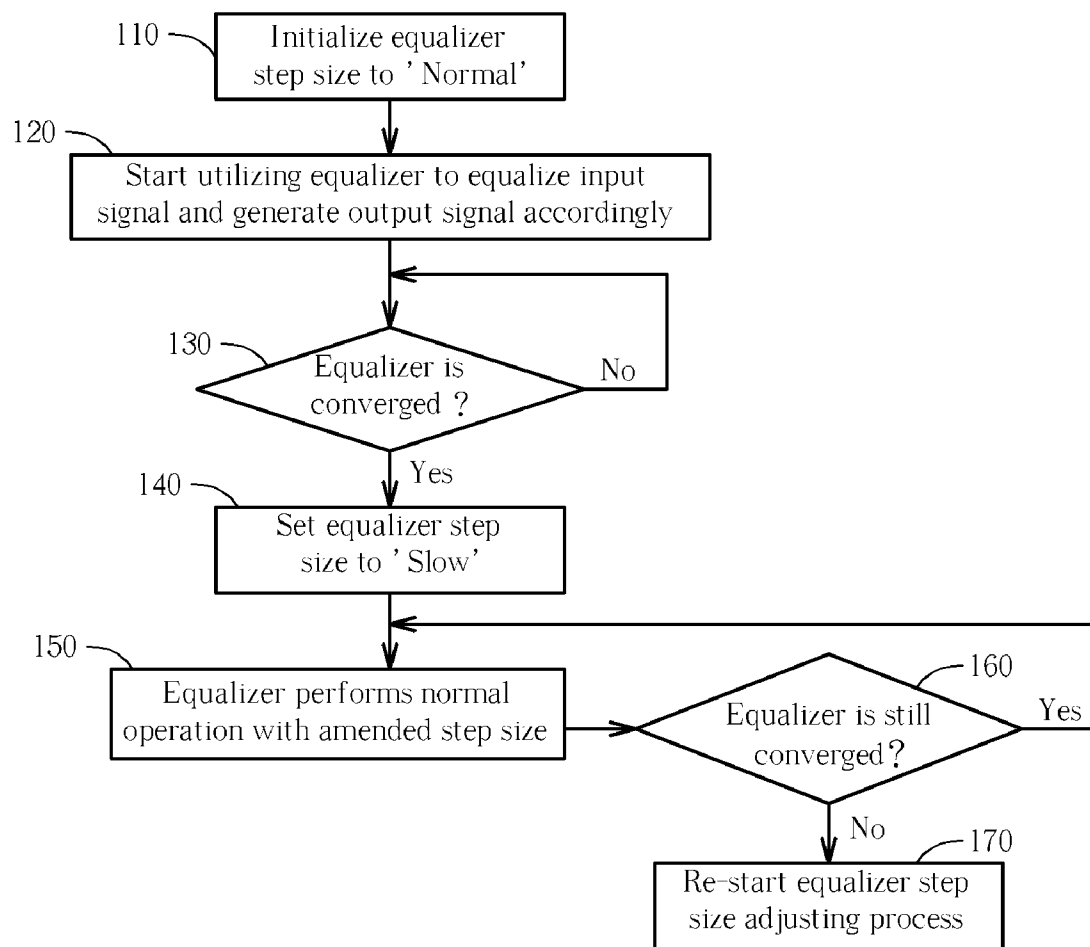 110
Initialize equalizer
step size to 'Normal'
120
Start utilizing equalizer to equalize input
signal and generate output signal accordingly
130
Equalizer is
converged ?
No
Yes
140
Set equalizer step
size to 'Slow'
150
Equalizer performs normal
operation with amended step size
160
Equalizer is still
converged?
Yes
No
170
Re-start equalizer step
size adjusting process